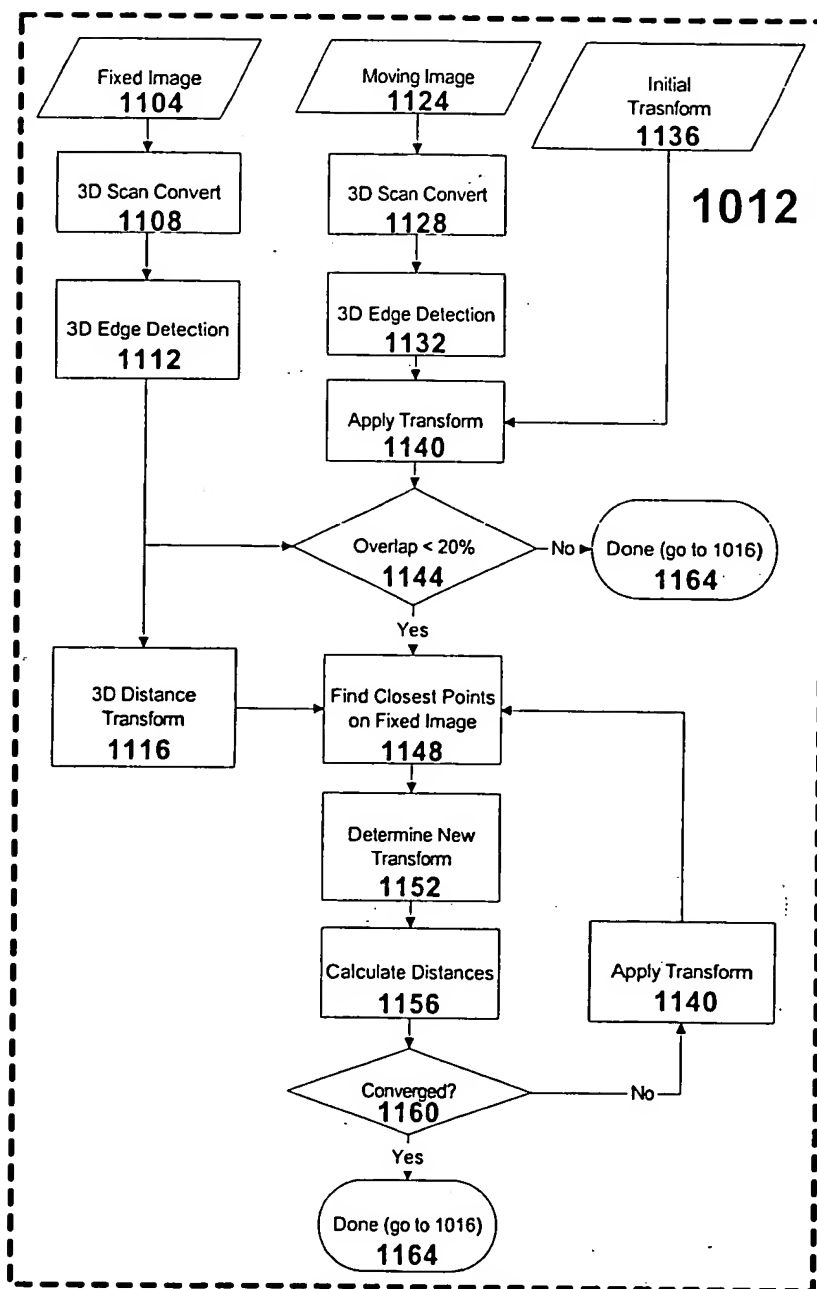 Fixed Image
1104
Moving Image
1124
Initial
Trasnform
1136
1012
3D Scan Convert
1108
3D Scan Convert
1128
3D Edge Detection
1112
3D Edge Detection
1132
Apply Transform
1140
Overlap < 20%
1144
No
Done (go to 1016)
1164
Yes
3D Distance
Transform
1116
Find Closest Points
on Fixed Image
1148
Determine New
Transform
1152
Calculate Distances
1156
Apply Transform
1140
Converged?
1160
No
Yes
Done (go to 1016)
1164